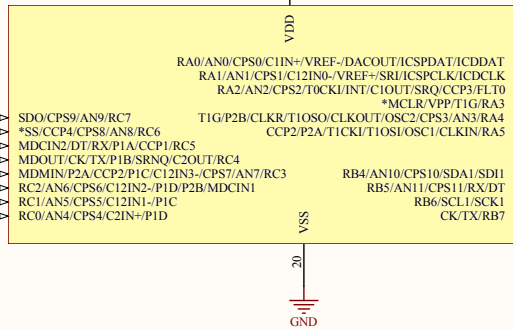 VDD
RA0/AN0/CPS0/C1IN+/VREF-/DACOUT/ICSPDAT/ICDDAT
RA1/AN1/CPS1/C12IN0-/VREF+/SRI/ICSPCLK/ICDCLK
RA2/AN2/CPS2/T0CKI/INT/C1OUT/SRQ/CCP3/FLT0
*MCLR/VPP/T1G/RA3
SDO/CPS9/AN9/RC7
T1G/P2B/CLKR/T1OSO/CLKOUT/OSC2/CPS3/AN3/RA4
*SS/CCP4/CPS8/AN8/RC6
CCP2/P2A/T1CKI/T1OSI/OSC1/CLKIN/RA5
MDCIN2/DT/RX/P1A/CCP1/RC5
MDOUT/CK/TX/P1B/SRNQ/C2OUT/RC4
MDMIN/P2A/CCP2/P1C/C12IN3-/CPS7/AN7/RC3
RB4/AN10/CPS10/SDA1/SDI1
RC2/AN6/CPS6/C12IN2-/P1D/P2B/MDCIN1
RB5/AN11/CPS11/RX/DT
RC1/AN5/CPS5/C12IN1-/P1C
RB6/SCL1/SCK1
RC0/AN4/CPS4/C2IN+/P1D
CK/TX/RB7
VSS
20
GND